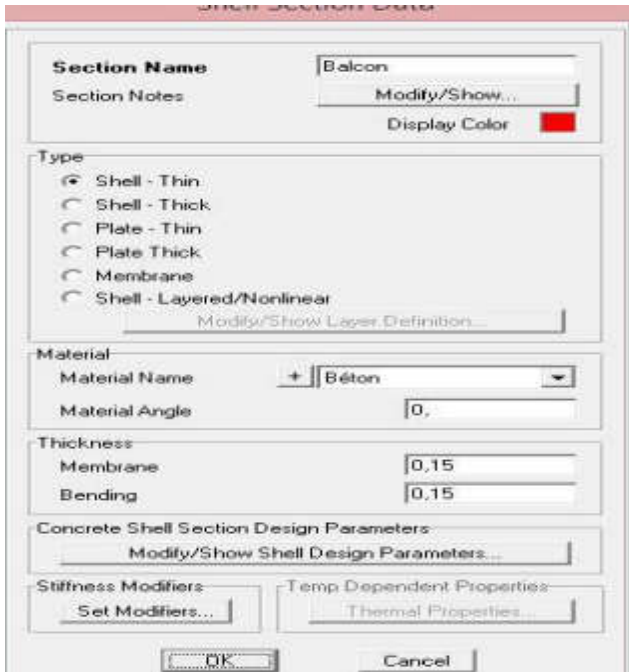 Shell Section Data
Section Name Balcon
Section Notes Modify/Show...
Display Color
Type
Shell - Thin
Shell - Thick
Plate - Thin
Plate Thick
Membrane
Shell - Layered/Nonlinear
Modify/Show Layer Definition...
Material
Material Name + Béton
Material Angle 0,
Thickness
Membrane 0,15
Bending 0,15
Concrete Shell Section Design Parameters
Modify/Show Shell Design Parameters...
Stiffness Modifiers Temp Dependent Properties
Set Modifiers... Thermal Properties...
OK Cancel